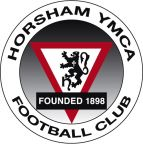 HORSHAM YMCA
FOUNDED 1898
FOOTBALL CLUB